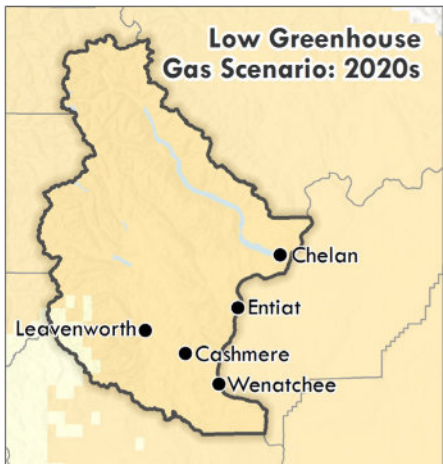 Low Greenhouse
Gas Scenario: 2020s
Chelan
Entiat
Leavenworth
Cashmere
Wenatchee